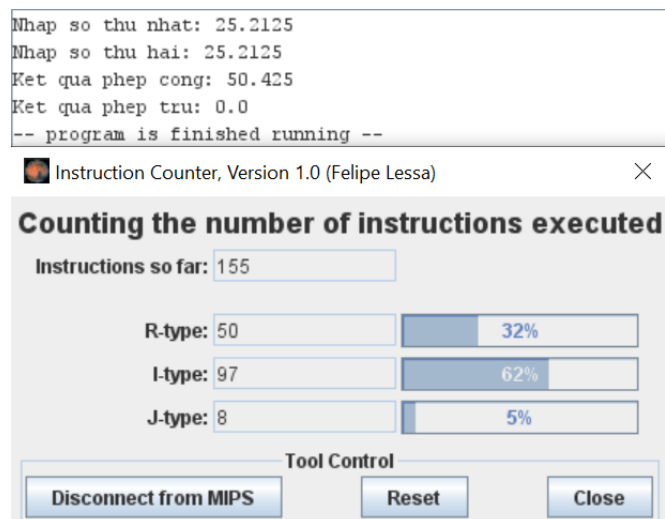 Nhap so thu nhat: 25.2125
Nhap so thu hai: 25.2125
Ket qua phep cong: 50.425
Ket qua phep tru: 0.0
-- program is finished running --
Instruction Counter, Version 1.0 (Felipe Lessa)
Counting the number of instructions executed
Instructions so far: 155
R-type: 50 32%
I-type: 97 62%
J-type: 8 5%
Tool Control
Disconnect from MIPS Reset Close